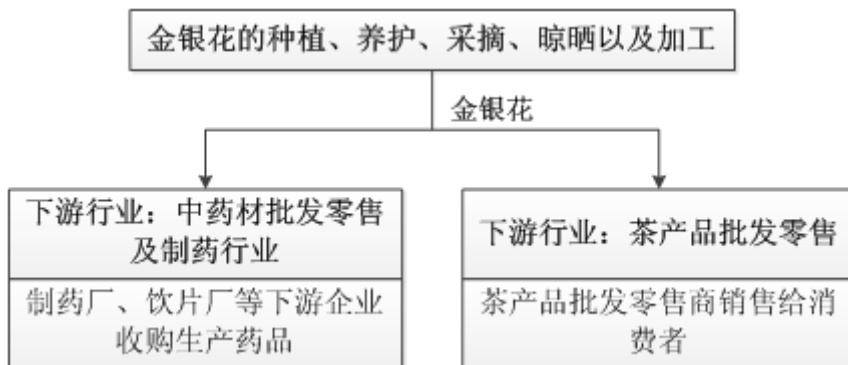 金银花的种植、养护、采摘、晾晒以及加工
金银花
下游行业：中药材批发零售
及制药行业
制药厂、饮片厂等下游企业
收购生产药品
下游行业：茶产品批发零售
茶产品批发零售商销售给消
费者